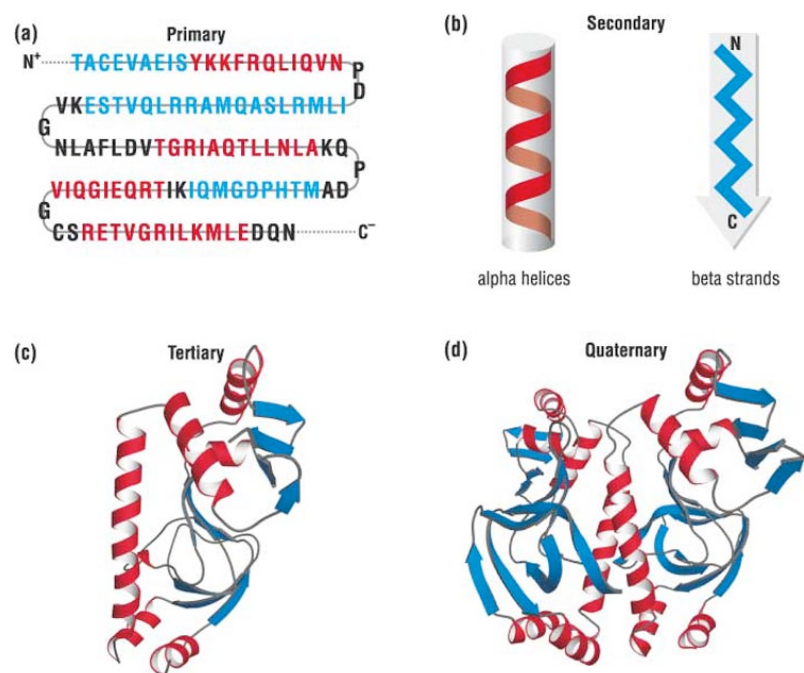 (a) Primary
N+ TACEVAEISYKKFRQLIQVN
P
D
VKESTVQLRRAMQASLRMLI
G
NLAFLDVTGRIAQTLLNLAKQ
P
VIQGIEQRTIKIQMGDPHTMAD
G
CSRETVGRILKMLEDQN C−
(b) Secondary
N
C
alpha helices beta strands
(c) Tertiary
(d) Quaternary